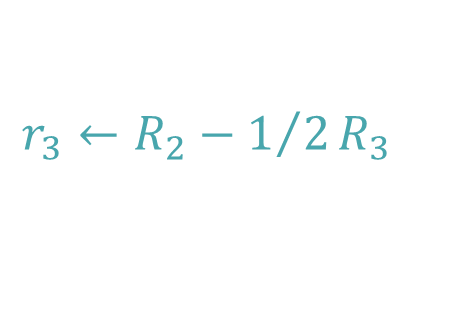 r₃ ← R₂ − 1/2 R₃